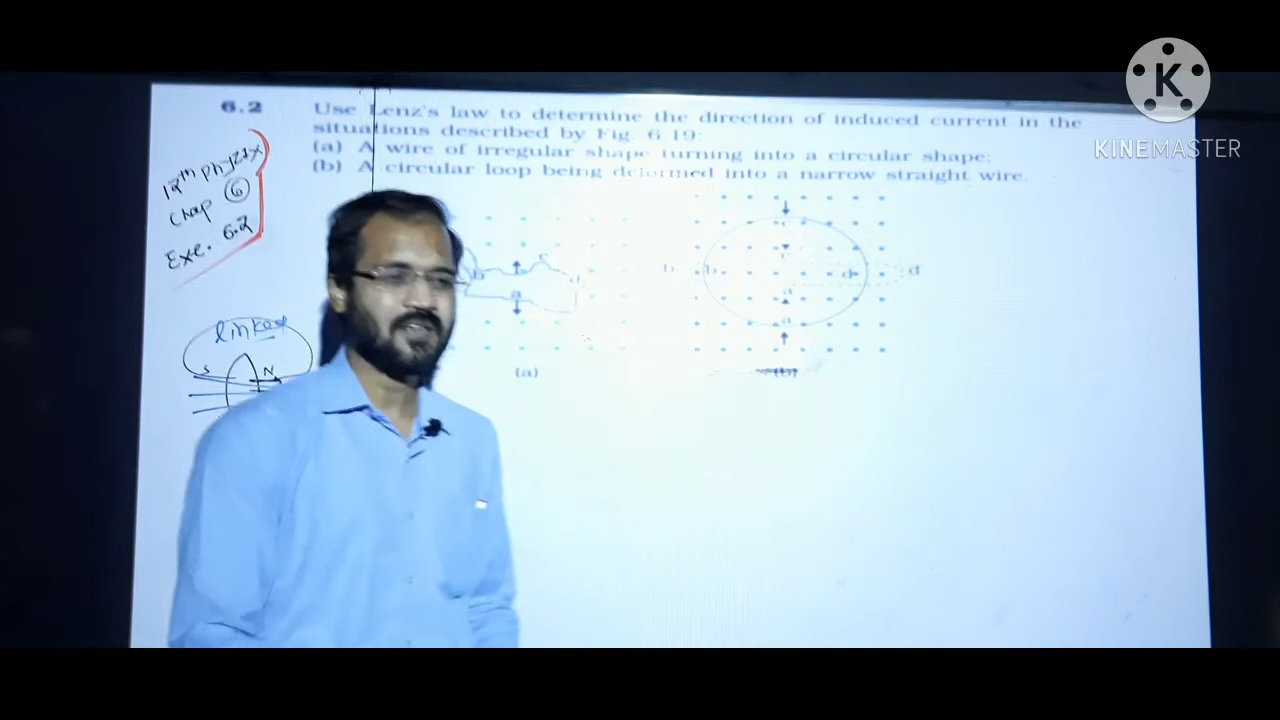 K
KINEMASTER
6.2 Use Lenz's law to determine the direction of induced current in the
situations described by Fig. 6.19:
(a) A wire of irregular shape turning into a circular shape;
(b) A circular loop being deformed into a narrow straight wire.
12th
Chap 6
Exe. 6.2
linked
S N
b c d
a
(a)
c
c
b b d d
a
a
(b)